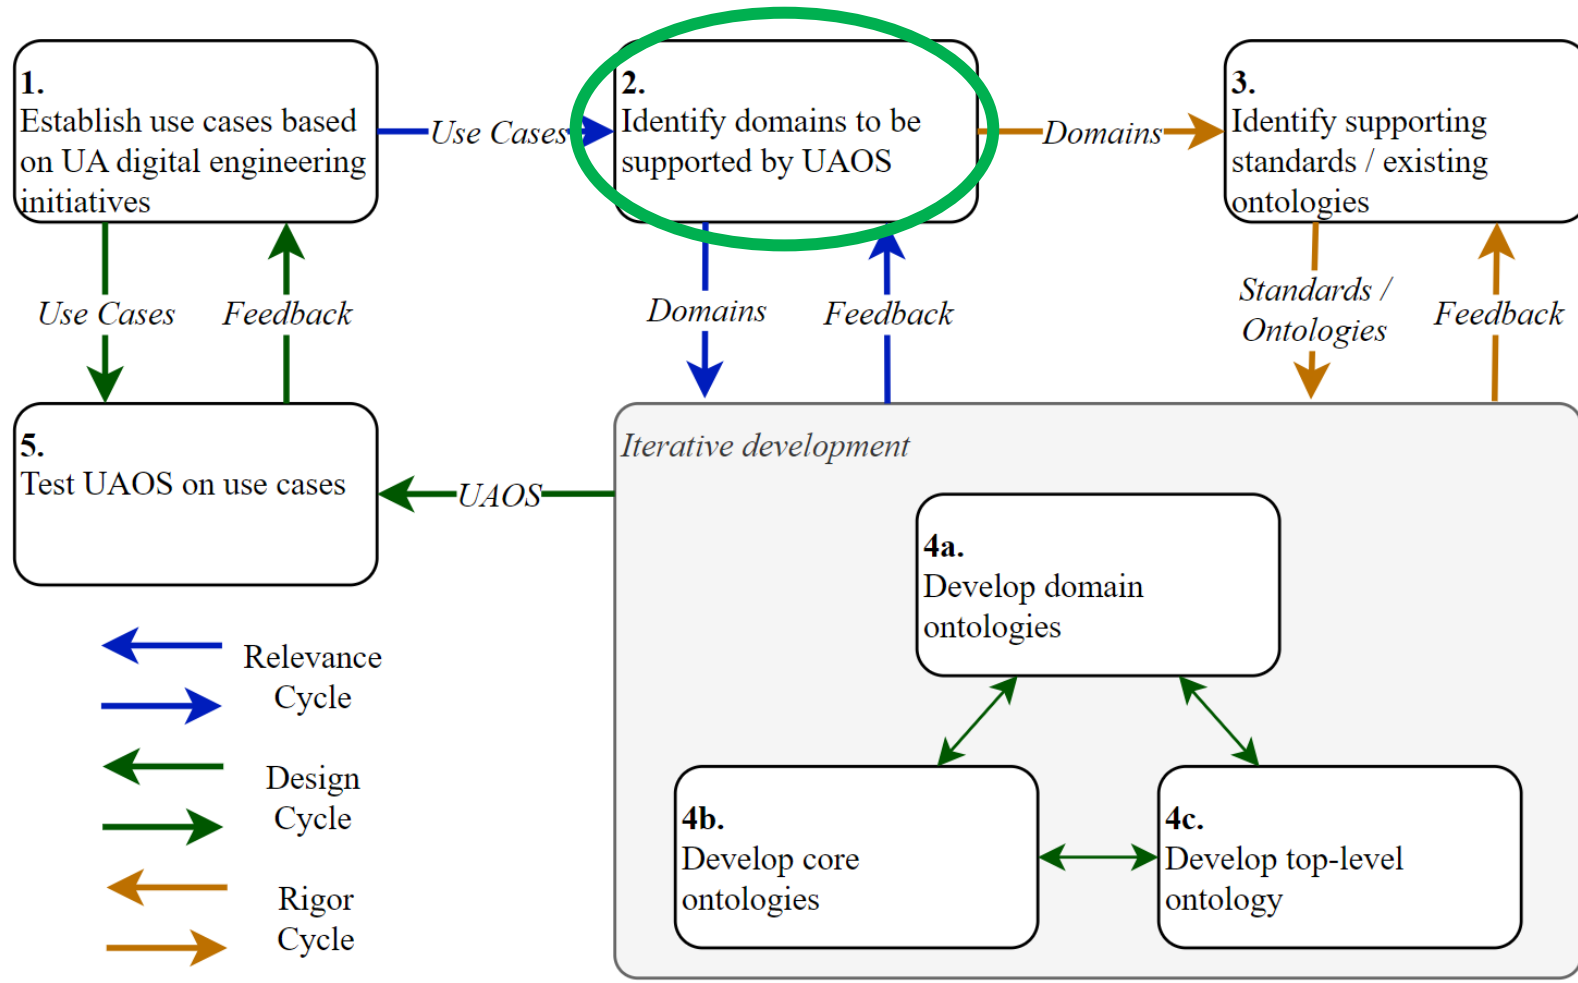 1.
Establish use cases based
on UA digital engineering
initiatives
Use Cases
2.
Identify domains to be
supported by UAOS
Domains
3.
Identify supporting
standards / existing
ontologies
Use Cases
Feedback
Domains
Feedback
Standards /
Ontologies
Feedback
5.
Test UAOS on use cases
UAOS
Iterative development
4a.
Develop domain
ontologies
4b.
Develop core
ontologies
4c.
Develop top-level
ontology
Relevance
Cycle
Design
Cycle
Rigor
Cycle